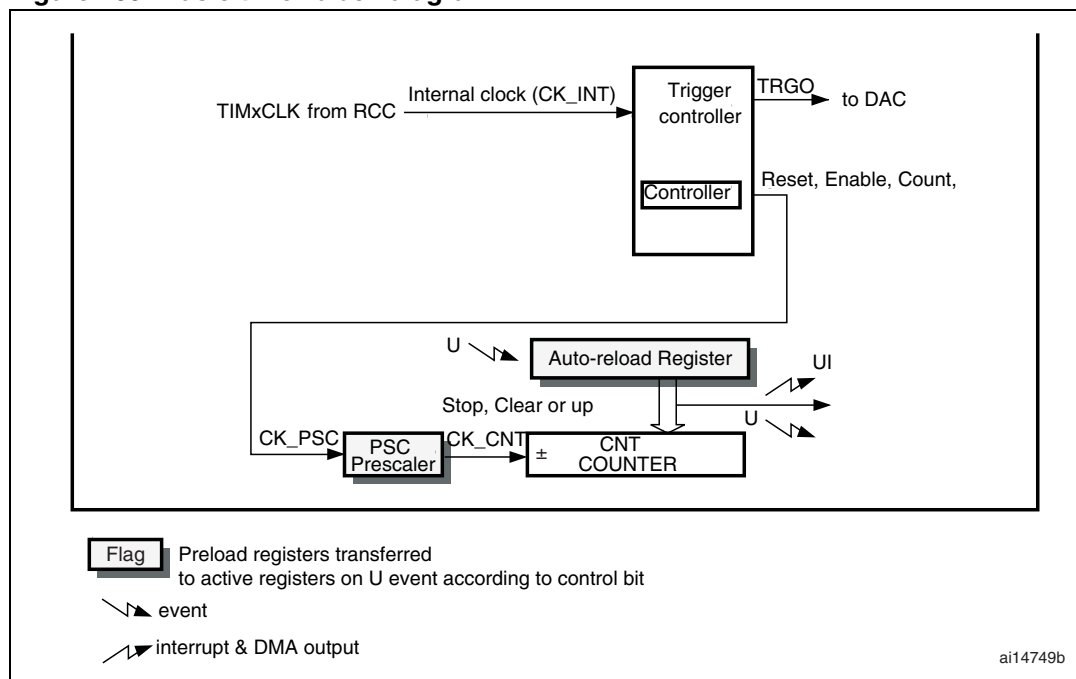 Internal clock (CK_INT)
TIMxCLK from RCC
Trigger
controller
TRGO
to DAC
Controller
Reset, Enable, Count,
U
Auto-reload Register
UI
Stop, Clear or up
U
CK_PSC
PSC
Prescaler
CK_CNT
±
CNT
COUNTER
Flag
Preload registers transferred
to active registers on U event according to control bit
event
interrupt & DMA output
ai14749b